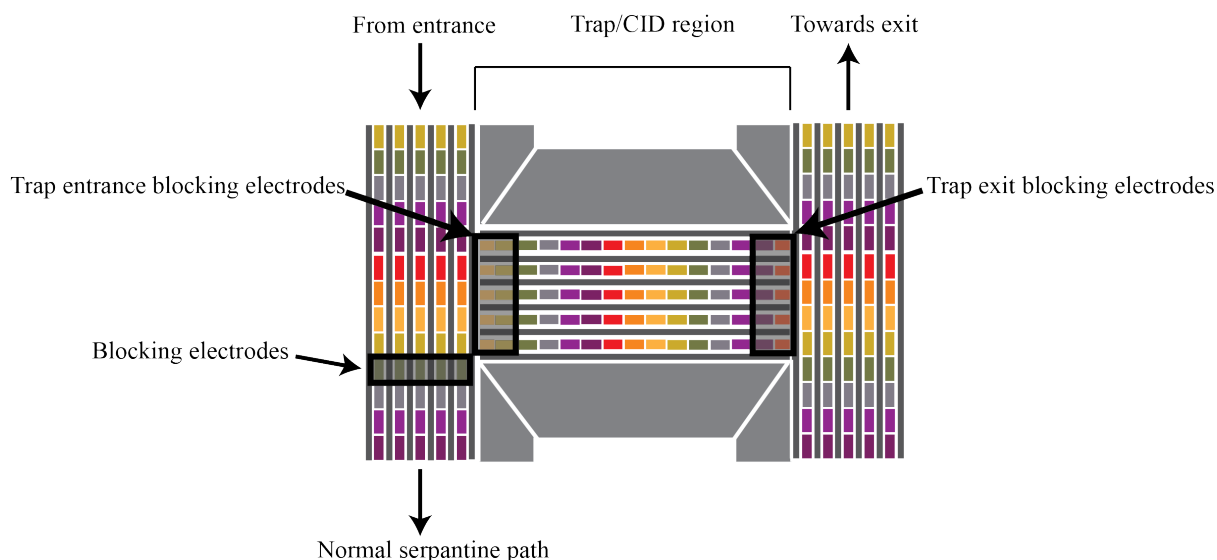 From entrance
Trap/CID region
Towards exit
Trap entrance blocking electrodes
Trap exit blocking electrodes
Blocking electrodes
Normal serpantine path